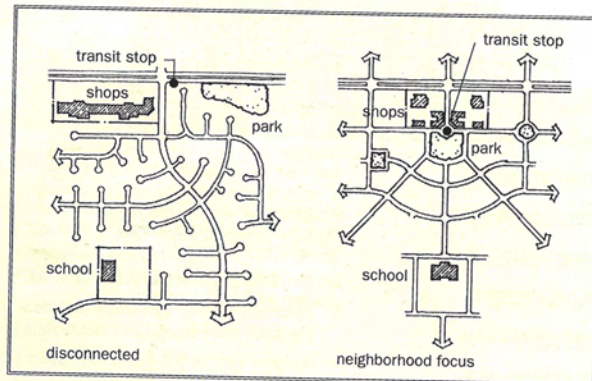 transit stop
shops
park
school
disconnected
transit stop
shops
park
school
neighborhood focus